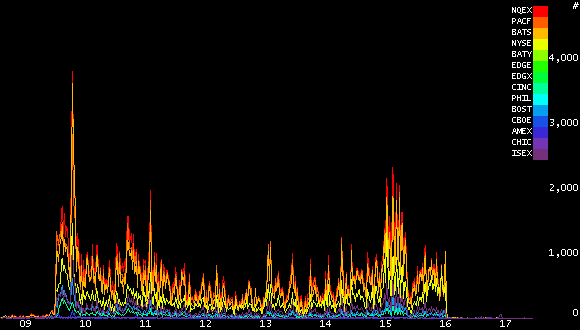 #
NQEX
PACF
BATS
NYSE
BATY
EDGE
EDGX
CINC
PHIL
BOST
CBOE
AMEX
CHIC
ISEX
4,000
3,000
2,000
1,000
0
09 10 11 12 13 14 15 16 17